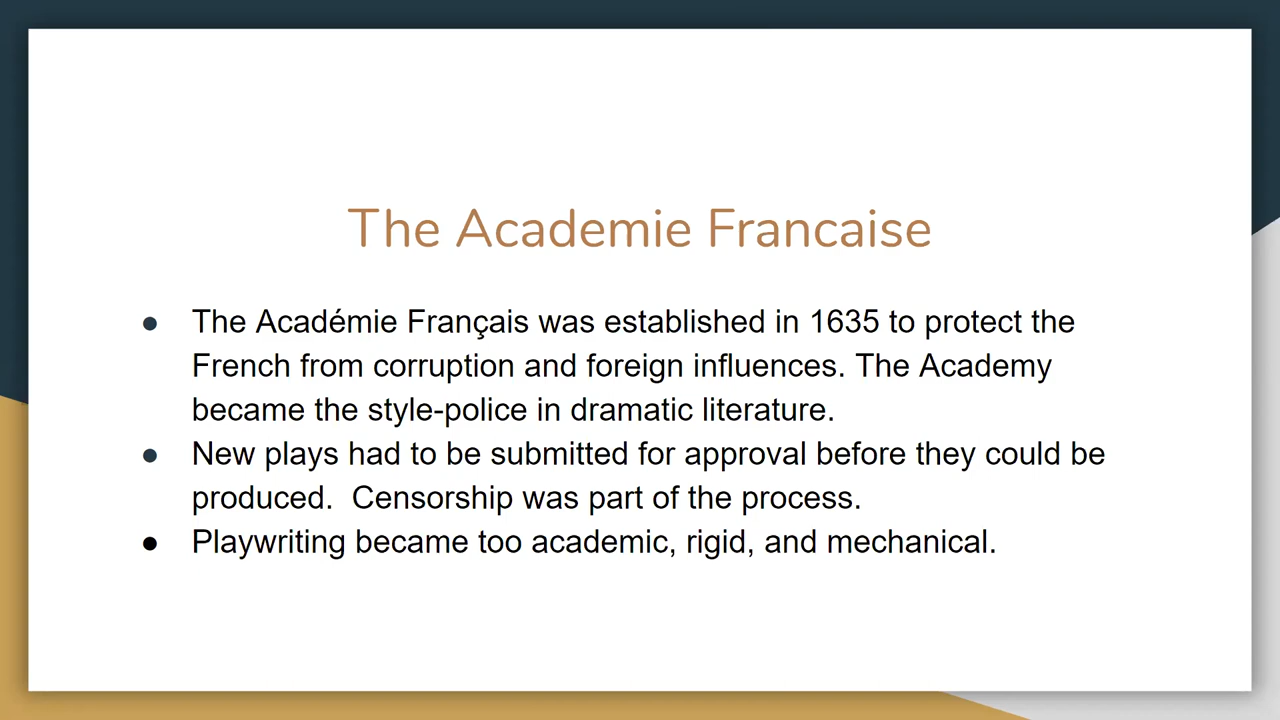 The Academie Francaise
● The Académie Français was established in 1635 to protect the
French from corruption and foreign influences. The Academy
became the style-police in dramatic literature.
● New plays had to be submitted for approval before they could be
produced.  Censorship was part of the process.
● Playwriting became too academic, rigid, and mechanical.